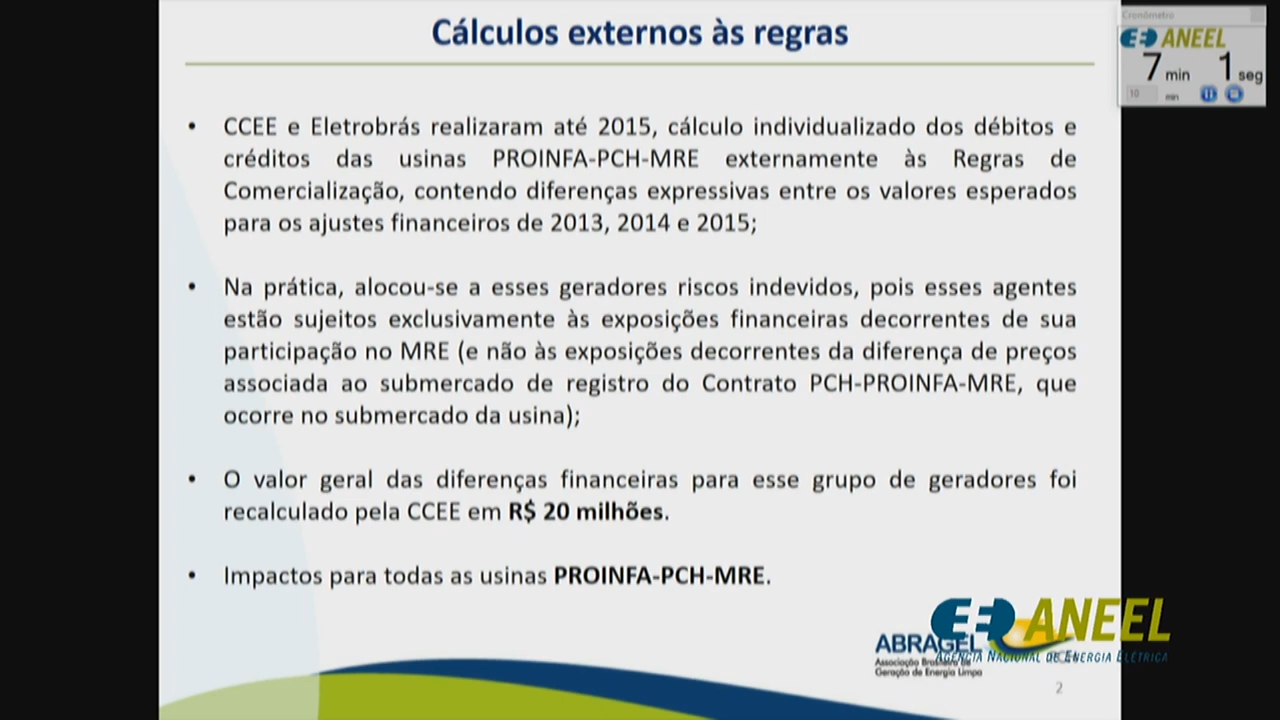 Cálculos externos às regras
Cronômetro
ANEEL
7 min 1 seg
10 min
• CCEE e Eletrobrás realizaram até 2015, cálculo individualizado dos débitos e
créditos das usinas PROINFA-PCH-MRE externamente às Regras de
Comercialização, contendo diferenças expressivas entre os valores esperados
para os ajustes financeiros de 2013, 2014 e 2015;
• Na prática, alocou-se a esses geradores riscos indevidos, pois esses agentes
estão sujeitos exclusivamente às exposições financeiras decorrentes de sua
participação no MRE (e não às exposições decorrentes da diferença de preços
associada ao submercado de registro do Contrato PCH-PROINFA-MRE, que
ocorre no submercado da usina);
• O valor geral das diferenças financeiras para esse grupo de geradores foi
recalculado pela CCEE em R$ 20 milhões.
• Impactos para todas as usinas PROINFA-PCH-MRE.
ANEEL
AGÊNCIA NACIONAL DE ENERGIA ELÉTRICA
ABRAGEL
Associação Brasileira de
Geração de Energia Limpa
2